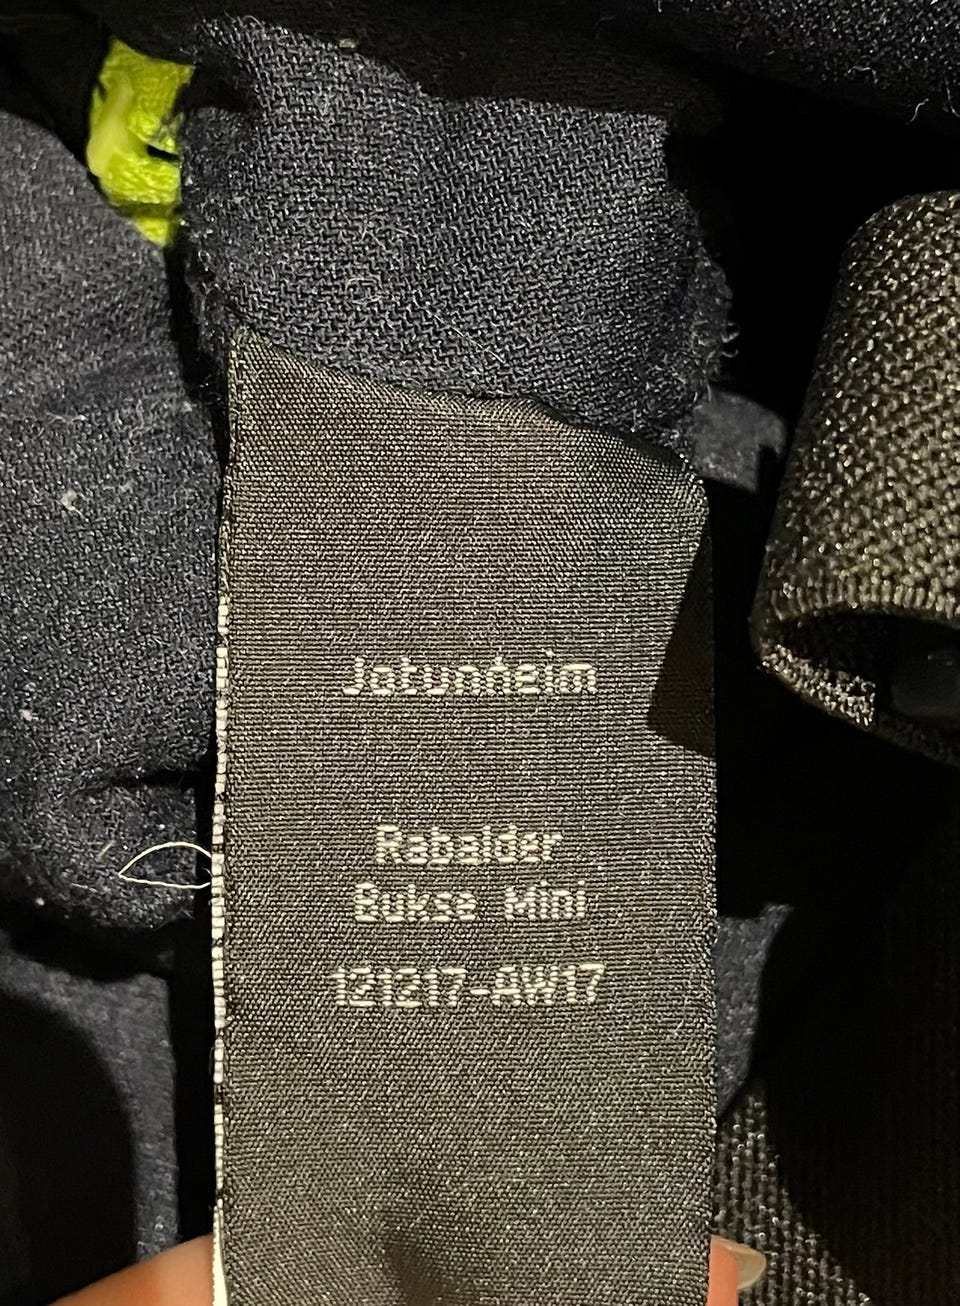 Jotunheim
Rabalder
Bukse Mini
121217-AW17